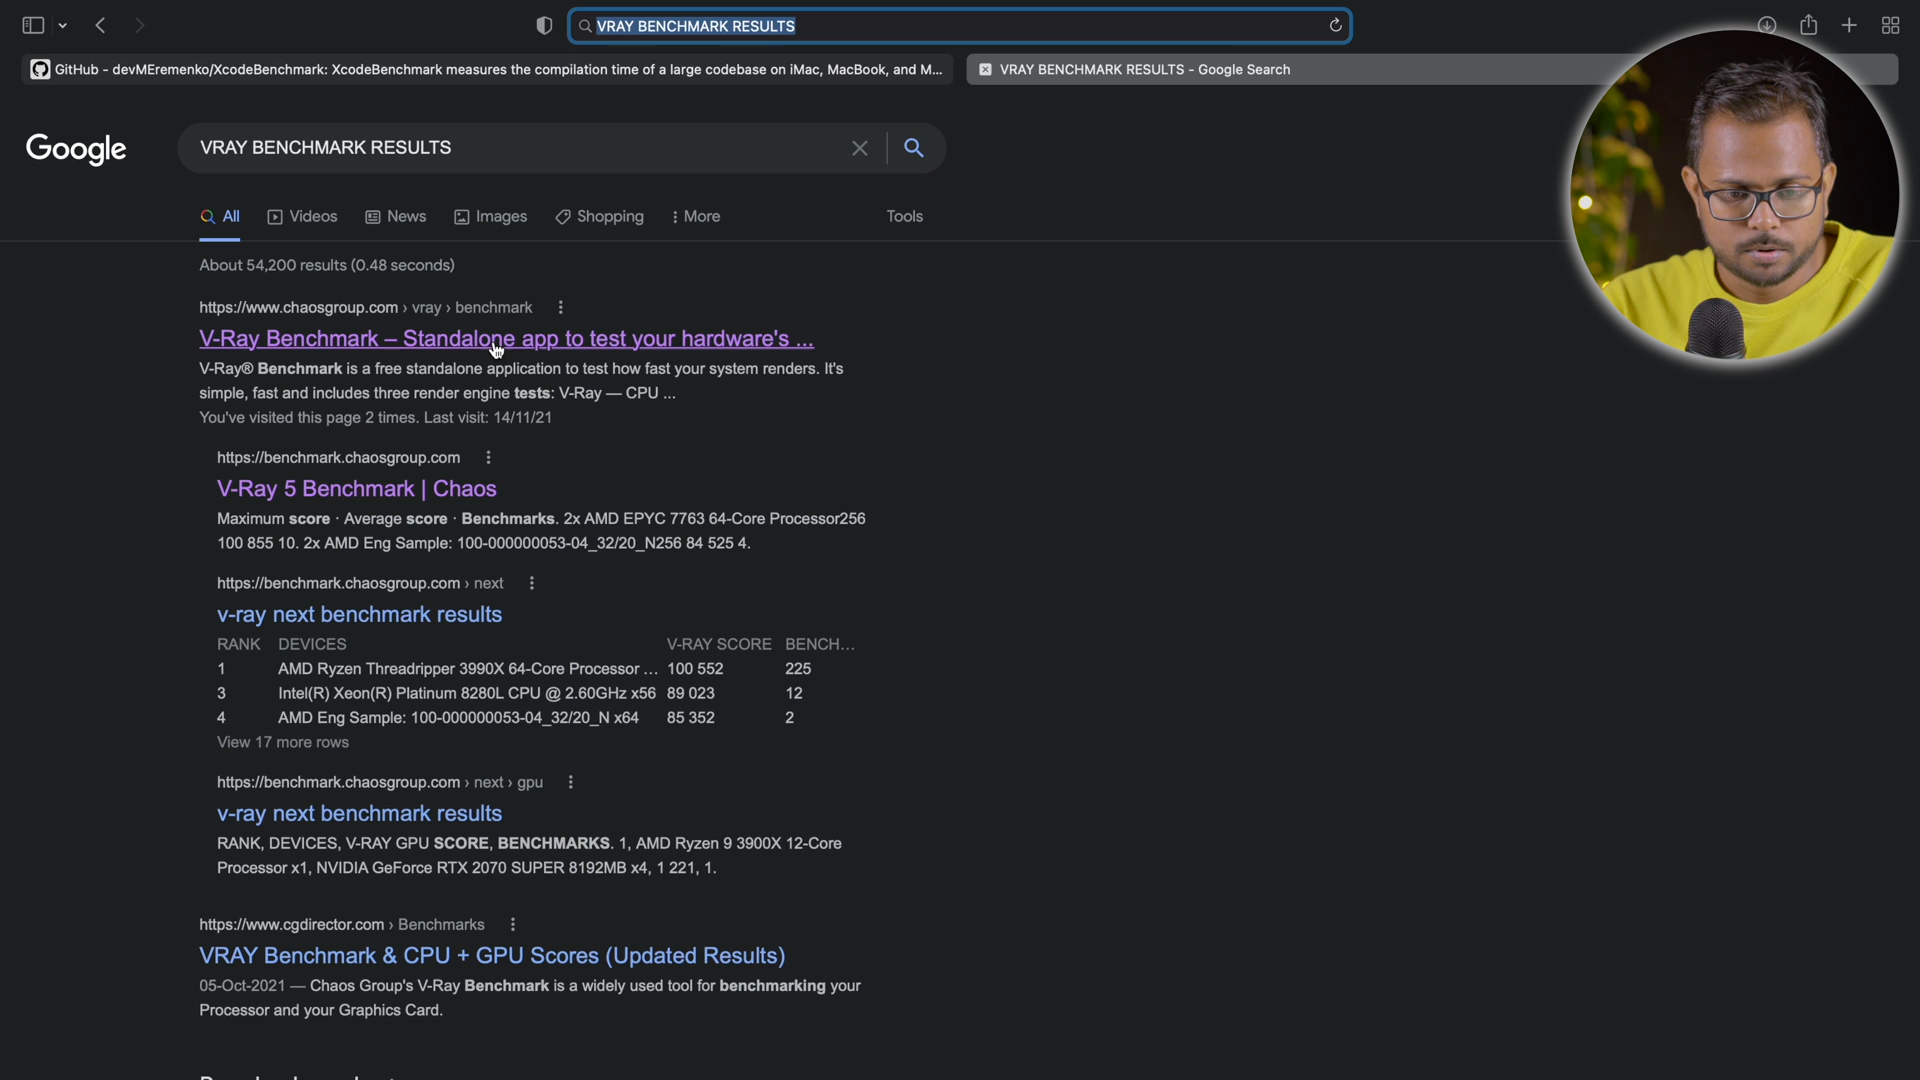 VRAY BENCHMARK RESULTS
GitHub - devMEremenko/XcodeBenchmark: XcodeBenchmark measures the compilation time of a large codebase on iMac, MacBook, and M...
VRAY BENCHMARK RESULTS - Google Search
Google
VRAY BENCHMARK RESULTS
All Videos News Images Shopping More Tools
About 54,200 results (0.48 seconds)
https://www.chaosgroup.com › vray › benchmark
V-Ray Benchmark – Standalone app to test your hardware's ...
V-Ray® Benchmark is a free standalone application to test how fast your system renders. It's
simple, fast and includes three render engine tests: V-Ray — CPU ...
You've visited this page 2 times. Last visit: 14/11/21
https://benchmark.chaosgroup.com
V-Ray 5 Benchmark | Chaos
Maximum score · Average score · Benchmarks. 2x AMD EPYC 7763 64-Core Processor256
100 855 10. 2x AMD Eng Sample: 100-000000053-04_32/20_N256 84 525 4.
https://benchmark.chaosgroup.com › next
v-ray next benchmark results
RANK DEVICES V-RAY SCORE BENCH...
1 AMD Ryzen Threadripper 3990X 64-Core Processor ... 100 552 225
3 Intel(R) Xeon(R) Platinum 8280L CPU @ 2.60GHz x56 89 023 12
4 AMD Eng Sample: 100-000000053-04_32/20_N x64 85 352 2
View 17 more rows
https://benchmark.chaosgroup.com › next › gpu
v-ray next benchmark results
RANK, DEVICES, V-RAY GPU SCORE, BENCHMARKS. 1, AMD Ryzen 9 3900X 12-Core
Processor x1, NVIDIA GeForce RTX 2070 SUPER 8192MB x4, 1 221, 1.
https://www.cgdirector.com › Benchmarks
VRAY Benchmark & CPU + GPU Scores (Updated Results)
05-Oct-2021 — Chaos Group's V-Ray Benchmark is a widely used tool for benchmarking your
Processor and your Graphics Card.